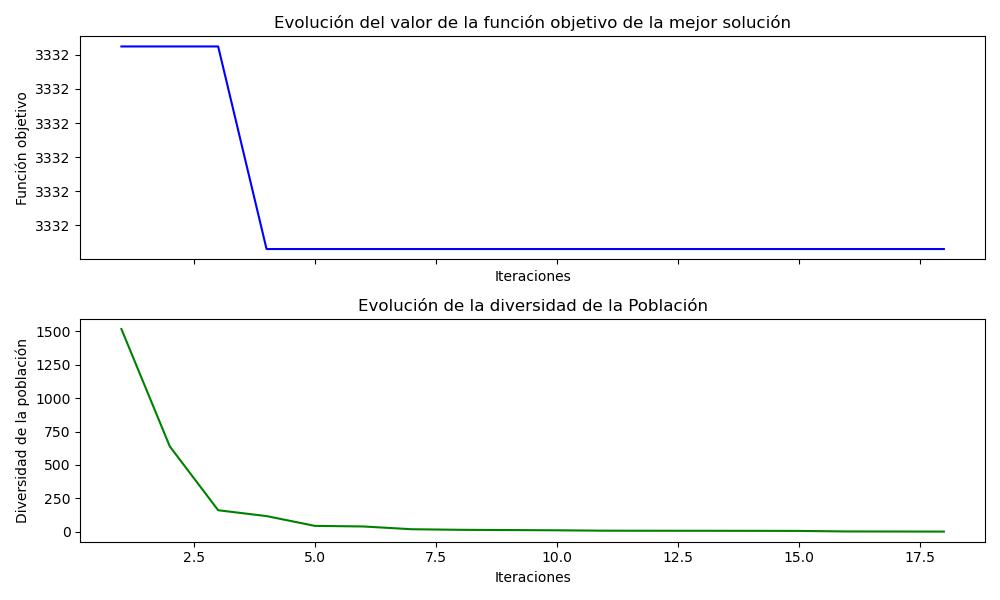 Evolución del valor de la función objetivo de la mejor solución
Función objetivo
3332
3332
3332
3332
3332
3332
Iteraciones
Evolución de la diversidad de la Población
Diversidad de la población
1500
1250
1000
750
500
250
0
2.5 5.0 7.5 10.0 12.5 15.0 17.5
Iteraciones